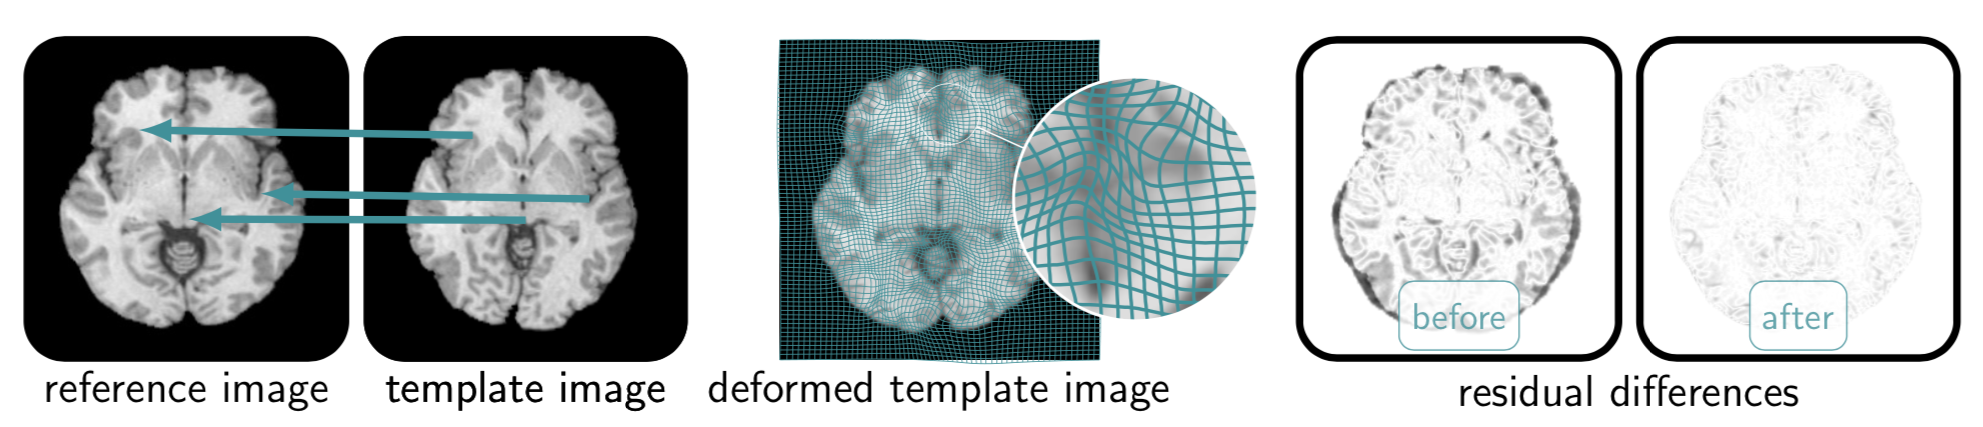 before
after
reference image
template image
deformed template image
residual differences